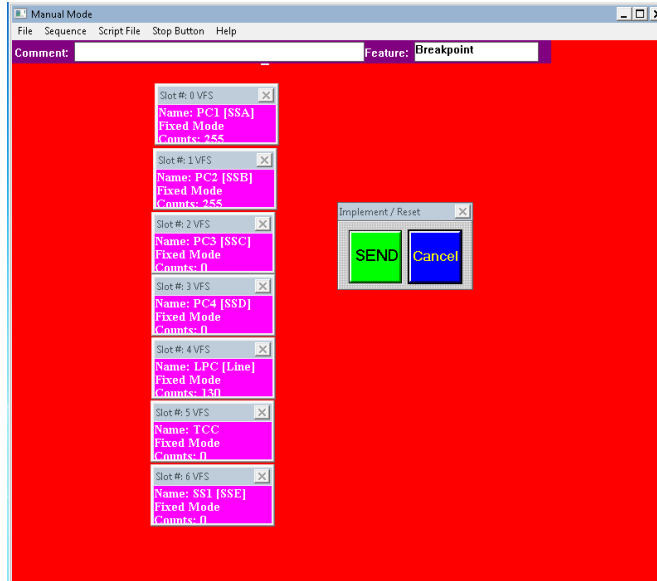 Manual Mode
File Sequence Script File Stop Button Help
Comment: Feature: Breakpoint
Slot #: 0 VFS
Name: PC1 [SSA]
Fixed Mode
Counts: 255
Slot #: 1 VFS
Name: PC2 [SSB]
Fixed Mode
Counts: 255
Slot #: 2 VFS
Name: PC3 [SSC]
Fixed Mode
Counts: 0
Implement / Reset
SEND Cancel
Slot #: 3 VFS
Name: PC4 [SSD]
Fixed Mode
Counts: 0
Slot #: 4 VFS
Name: LPC [Line]
Fixed Mode
Counts: 130
Slot #: 5 VFS
Name: TCC
Fixed Mode
Counts: 0
Slot #: 6 VFS
Name: SS1 [SSE]
Fixed Mode
Counts: 0